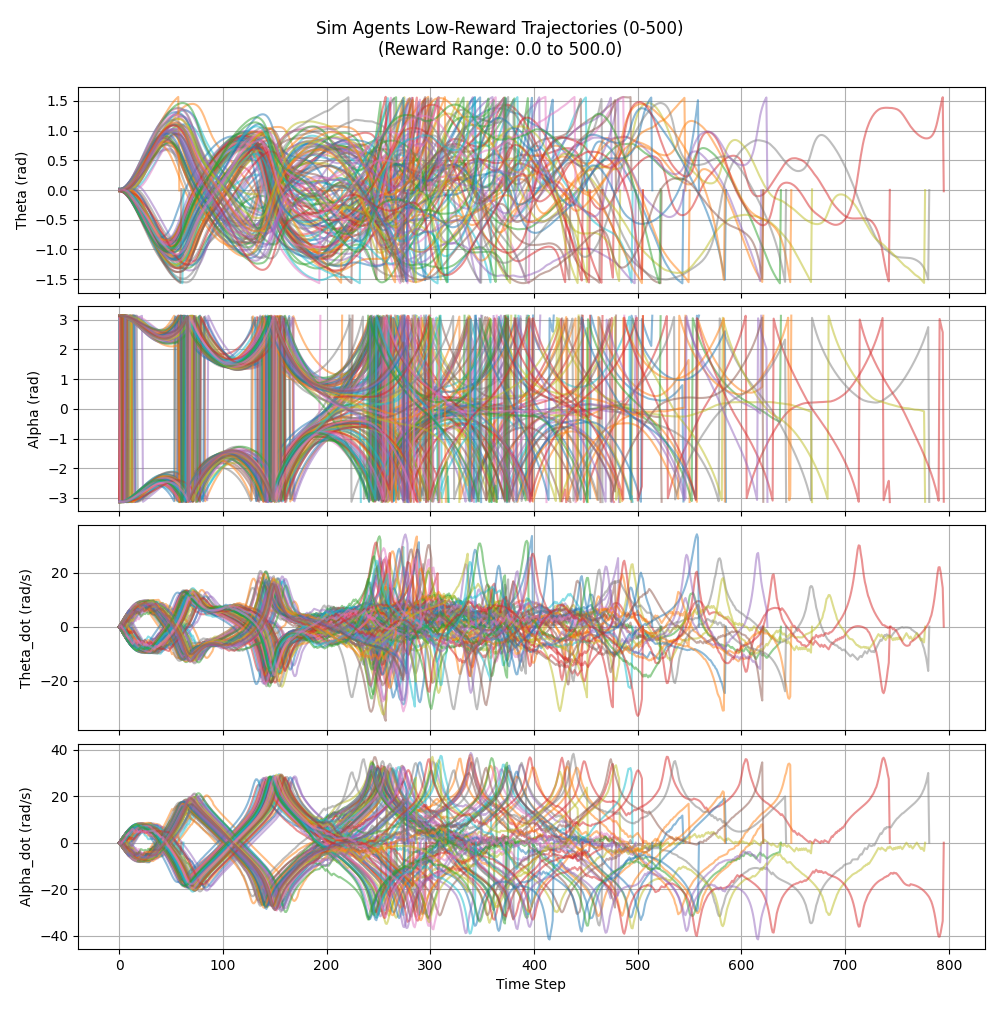 Sim Agents Low-Reward Trajectories (0-500)
(Reward Range: 0.0 to 500.0)
Theta (rad)
1.5
1.0
0.5
0.0
−0.5
−1.0
−1.5
Alpha (rad)
3
2
1
0
−1
−2
−3
Theta_dot (rad/s)
20
0
−20
Alpha_dot (rad/s)
40
20
0
−20
−40
0 100 200 300 400 500 600 700 800
Time Step